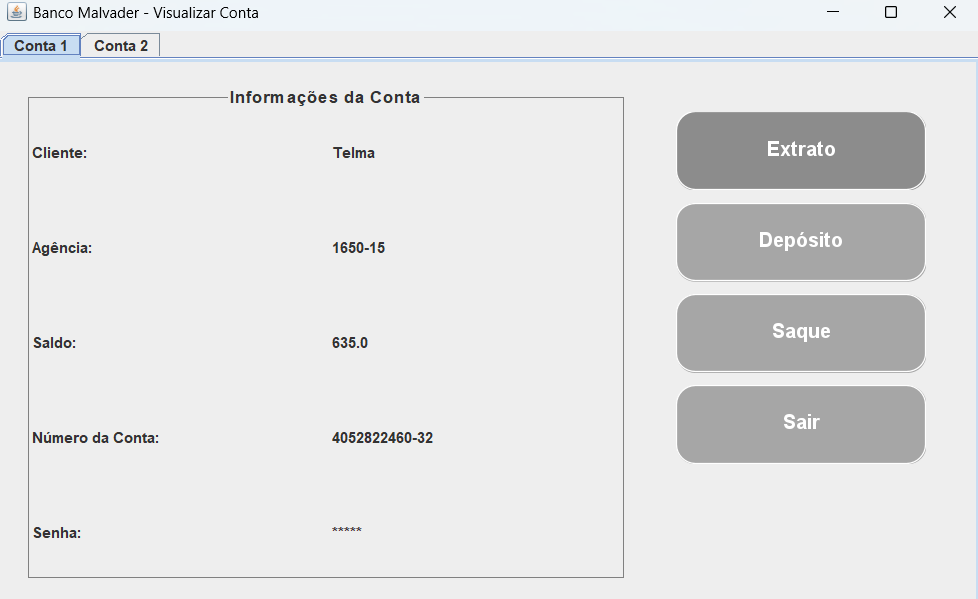 Banco Malvader - Visualizar Conta
Conta 1 Conta 2
Informações da Conta
Cliente: Telma
Agência: 1650-15
Saldo: 635.0
Número da Conta: 4052822460-32
Senha: *****
Extrato
Depósito
Saque
Sair